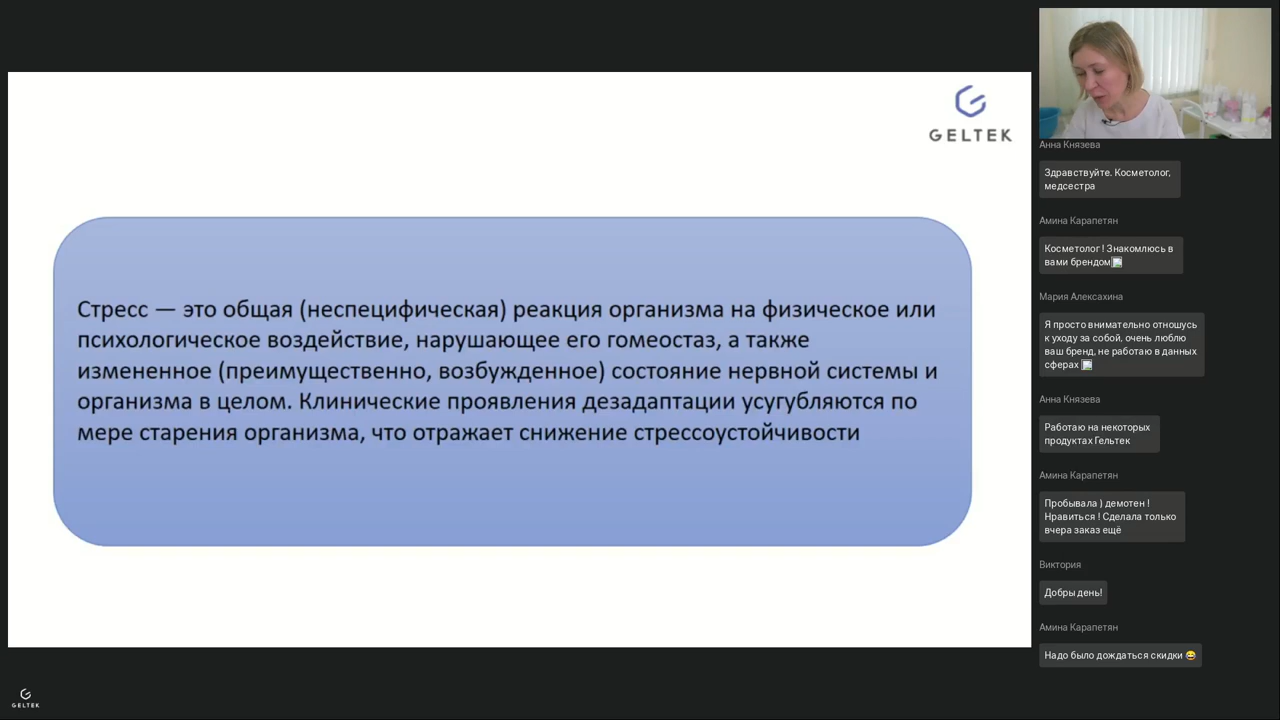 GELTEK
Стресс — это общая (неспецифическая) реакция организма на физическое или
психологическое воздействие, нарушающее его гомеостаз, а также
измененное (преимущественно, возбужденное) состояние нервной системы и
организма в целом. Клинические проявления дезадаптации усугубляются по
мере старения организма, что отражает снижение стрессоустойчивости
GELTEK
Анна Князева
Здравствуйте. Косметолог,
медсестра
Амина Карапетян
Косметолог ! Знакомлюсь в
вами брендом
Мария Алексахина
Я просто внимательно отношусь
к уходу за собой, очень люблю
ваш бренд, не работаю в данных
сферах
Анна Князева
Работаю на некоторых
продуктах Гельтек
Амина Карапетян
Пробывала ) демотен !
Нравиться ! Сделала только
вчера заказ ещё
Виктория
Добры день!
Амина Карапетян
Надо было дождаться скидки 😅